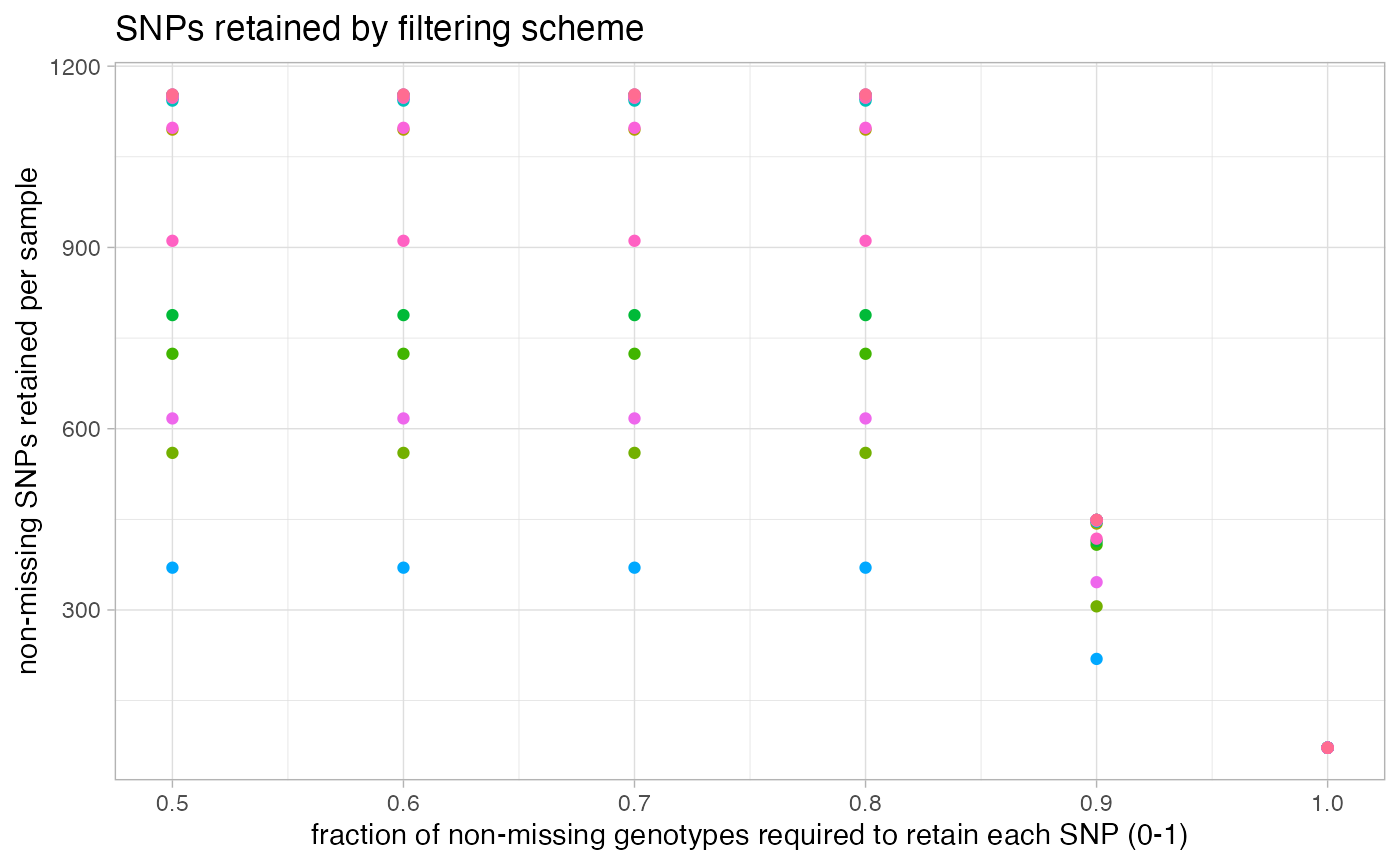 SNPs retained by filtering scheme
non-missing SNPs retained per sample
1200
900
600
300
0.5 0.6 0.7 0.8 0.9 1.0
fraction of non-missing genotypes required to retain each SNP (0-1)